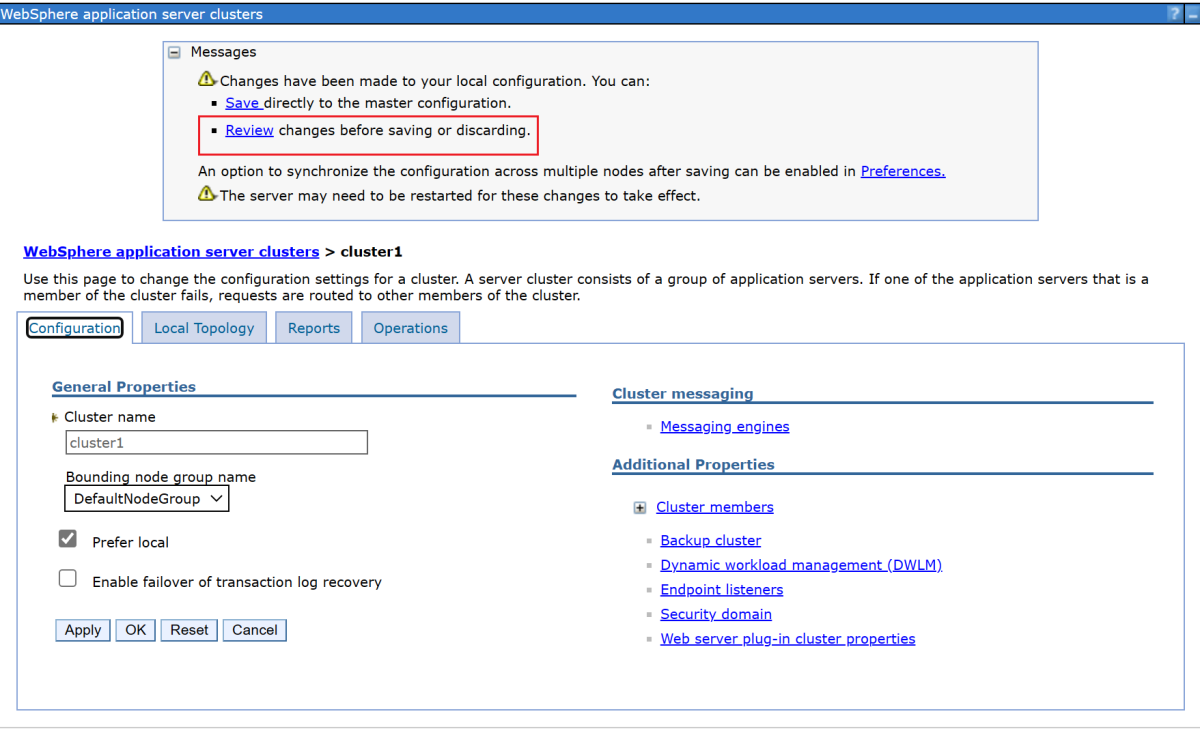 WebSphere application server clusters
?
Messages
Changes have been made to your local configuration. You can:
Save directly to the master configuration.
Review changes before saving or discarding.
An option to synchronize the configuration across multiple nodes after saving can be enabled in Preferences.
The server may need to be restarted for these changes to take effect.
WebSphere application server clusters > cluster1
Use this page to change the configuration settings for a cluster. A server cluster consists of a group of application servers. If one of the application servers that is a
member of the cluster fails, requests are routed to other members of the cluster.
Configuration
Local Topology
Reports
Operations
General Properties
Cluster name
cluster1
Bounding node group name
DefaultNodeGroup
Prefer local
Enable failover of transaction log recovery
Apply
OK
Reset
Cancel
Cluster messaging
Messaging engines
Additional Properties
Cluster members
Backup cluster
Dynamic workload management (DWLM)
Endpoint listeners
Security domain
Web server plug-in cluster properties